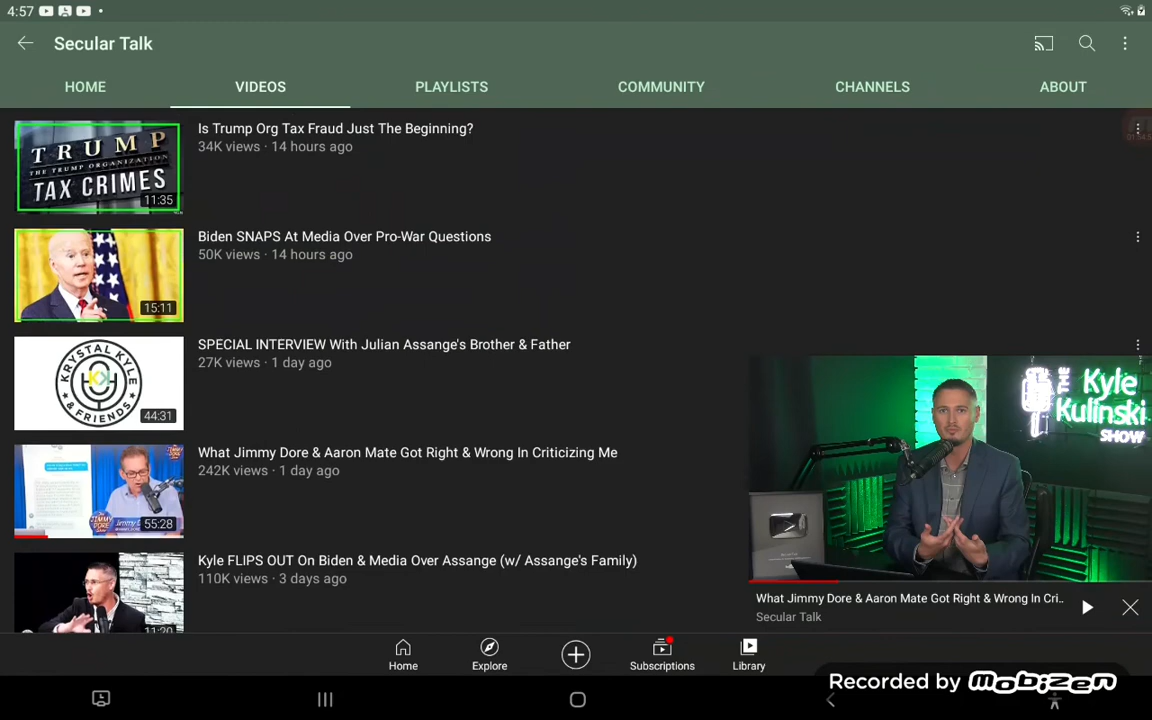 4:57
Secular Talk
HOME
VIDEOS
PLAYLISTS
COMMUNITY
CHANNELS
ABOUT
TRUMP
THE TRUMP ORGANIZATION
TAX CRIMES
11:35
Is Trump Org Tax Fraud Just The Beginning?
34K views · 14 hours ago
15:11
Biden SNAPS At Media Over Pro-War Questions
50K views · 14 hours ago
KRYSTAL KYLE
KK
& FRIENDS
44:31
SPECIAL INTERVIEW With Julian Assange's Brother & Father
27K views · 1 day ago
55:28
What Jimmy Dore & Aaron Mate Got Right & Wrong In Criticizing Me
242K views · 1 day ago
11:20
Kyle FLIPS OUT On Biden & Media Over Assange (w/ Assange's Family)
110K views · 3 days ago
THE
Kyle
Kulinski
SHOW
What Jimmy Dore & Aaron Mate Got Right & Wrong In Cri..
Secular Talk
Home
Explore
Subscriptions
Library
Recorded by mobizen